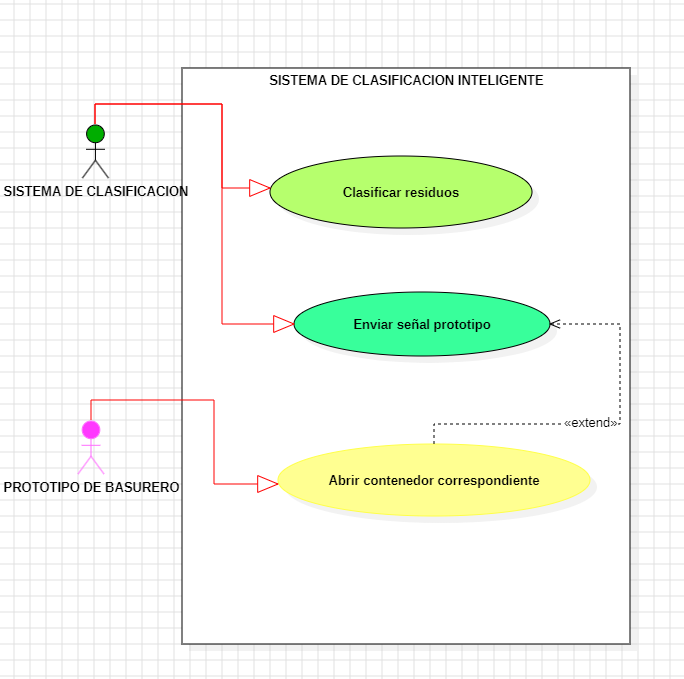 SISTEMA DE CLASIFICACION INTELIGENTE
SISTEMA DE CLASIFICACION
Clasificar residuos
Enviar señal prototipo
«extend»
Abrir contenedor correspondiente
PROTOTIPO DE BASURERO